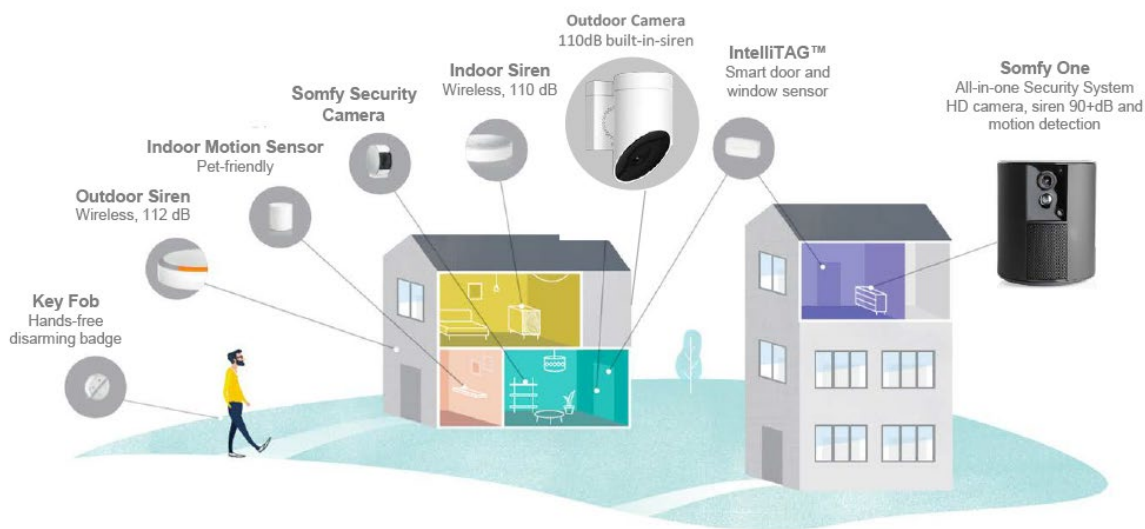 Outdoor Camera
110dB built-in-siren
IntelliTAG™
Smart door and
window sensor
Somfy One
All-in-one Security System
HD camera, siren 90+dB and
motion detection
Indoor Siren
Wireless, 110 dB
Somfy Security
Camera
Indoor Motion Sensor
Pet-friendly
Outdoor Siren
Wireless, 112 dB
Key Fob
Hands-free
disarming badge